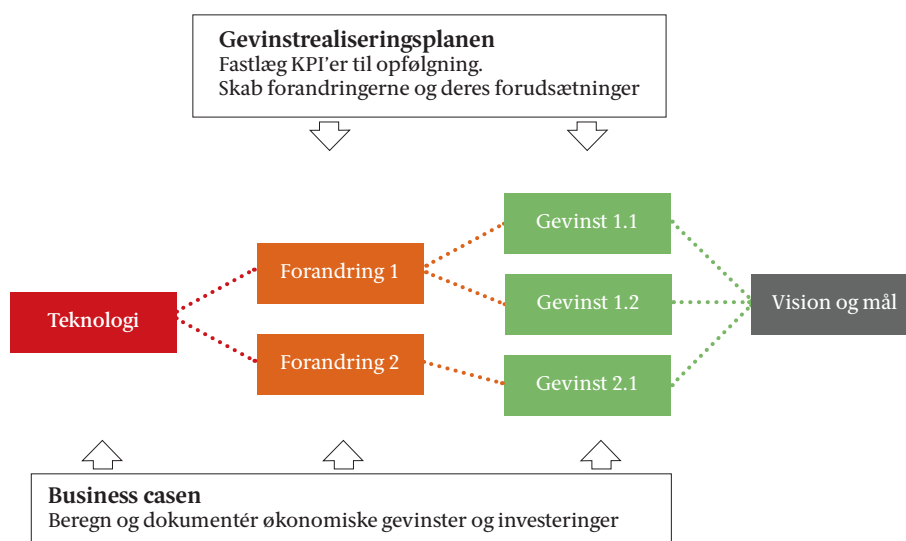 Gevinstrealiseringsplanen
Fastlæg KPI'er til opfølgning.
Skab forandringerne og deres forudsætninger
Teknologi
Forandring 1
Forandring 2
Gevinst 1.1
Gevinst 1.2
Gevinst 2.1
Vision og mål
Business casen
Beregn og dokumentér økonomiske gevinster og investeringer